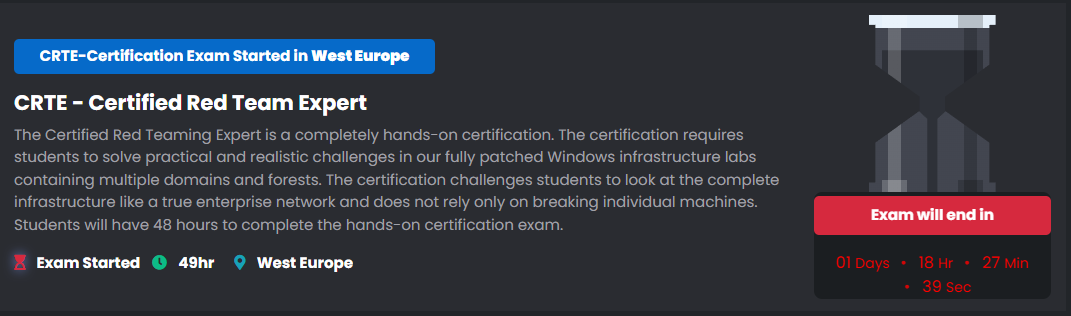 CRTE-Certification Exam Started in West Europe
CRTE - Certified Red Team Expert
The Certified Red Teaming Expert is a completely hands-on certification. The certification requires
students to solve practical and realistic challenges in our fully patched Windows infrastructure labs
containing multiple domains and forests. The certification challenges students to look at the complete
infrastructure like a true enterprise network and does not rely only on breaking individual machines.
Students will have 48 hours to complete the hands-on certification exam.
Exam Started 49hr West Europe
Exam will end in
01 Days • 18 Hr • 27 Min
• 39 Sec